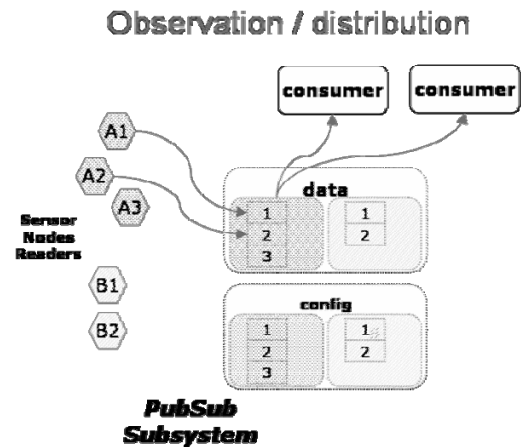 Observation / distribution
consumer
consumer
A1
A2
A3
Sensor
Nodes
Readers
B1
B2
data
1
2
3
1
2
config
1
2
3
1
2
PubSub
Subsystem